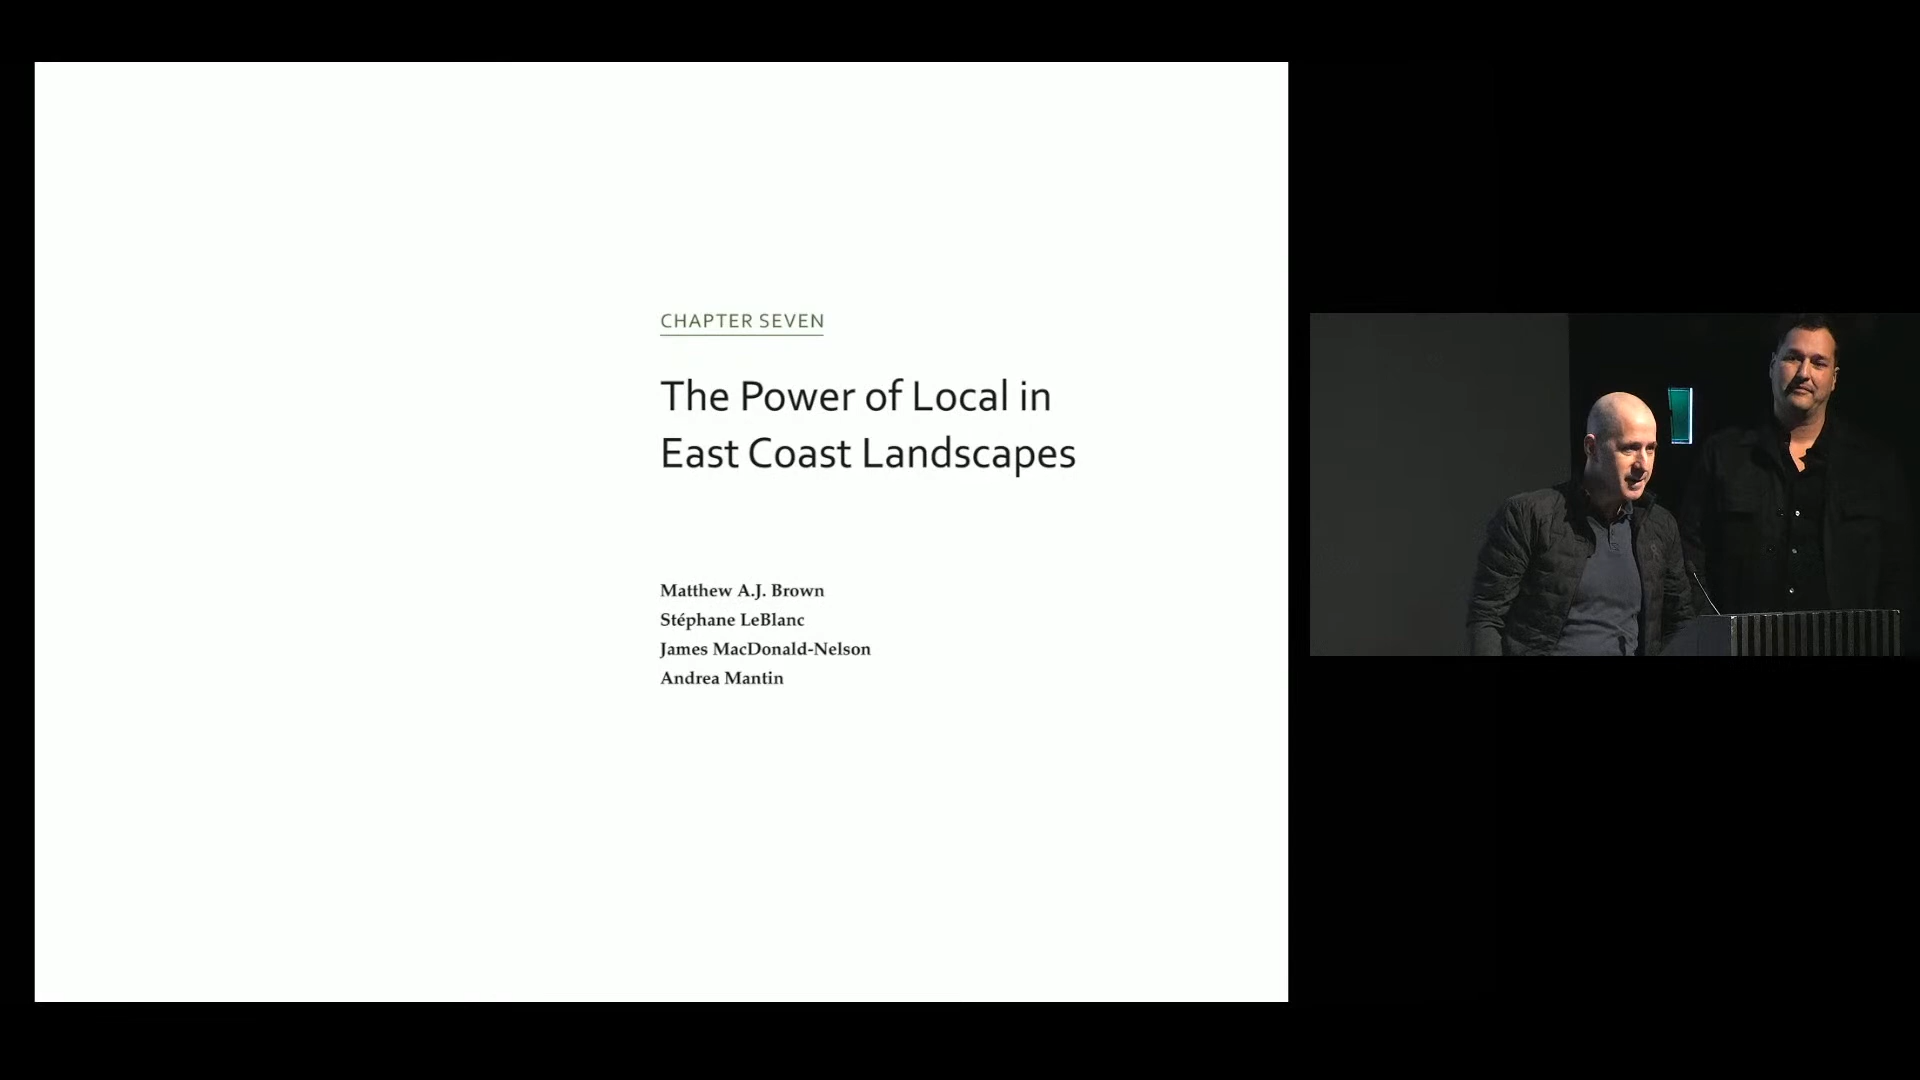 CHAPTER SEVEN
The Power of Local in
East Coast Landscapes
Matthew A.J. Brown
Stéphane LeBlanc
James MacDonald-Nelson
Andrea Mantin